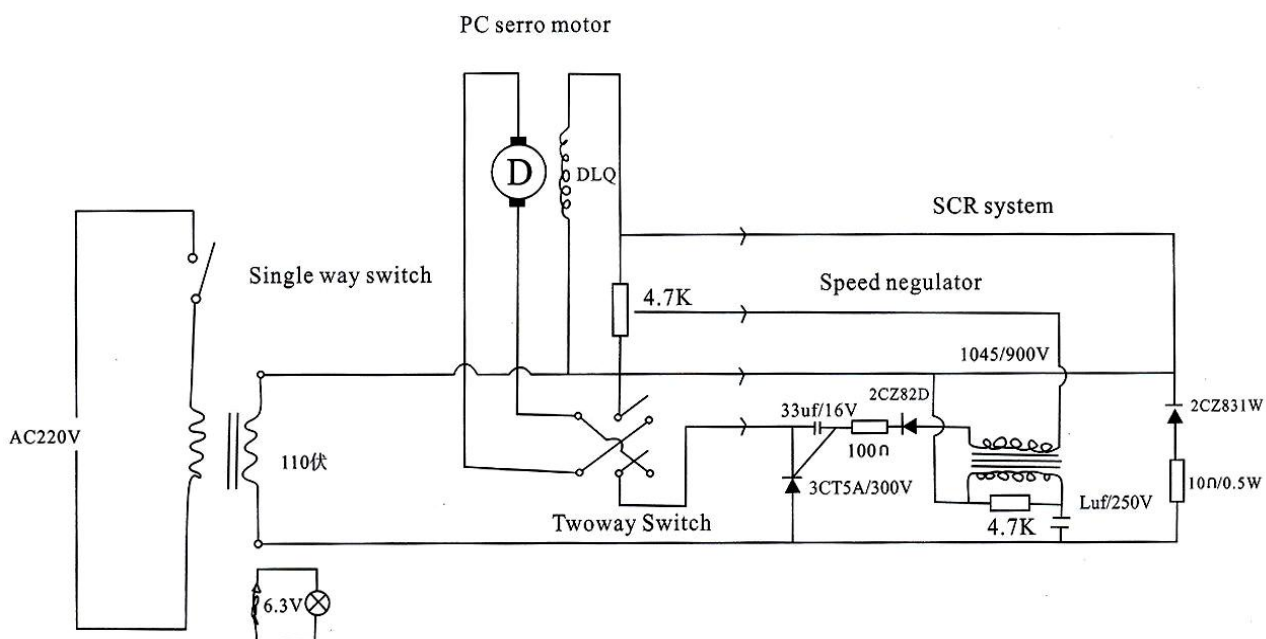 PC serro motor
D
DLQ
SCR system
Single way switch
Speed negulator
4.7K
1045/900V
2CZ82D
33uf/16V
2CZ831W
AC220V
100Ω
110伏
3CT5A/300V
10Ω/0.5W
Luf/250V
Twoway Switch
4.7K
6.3V